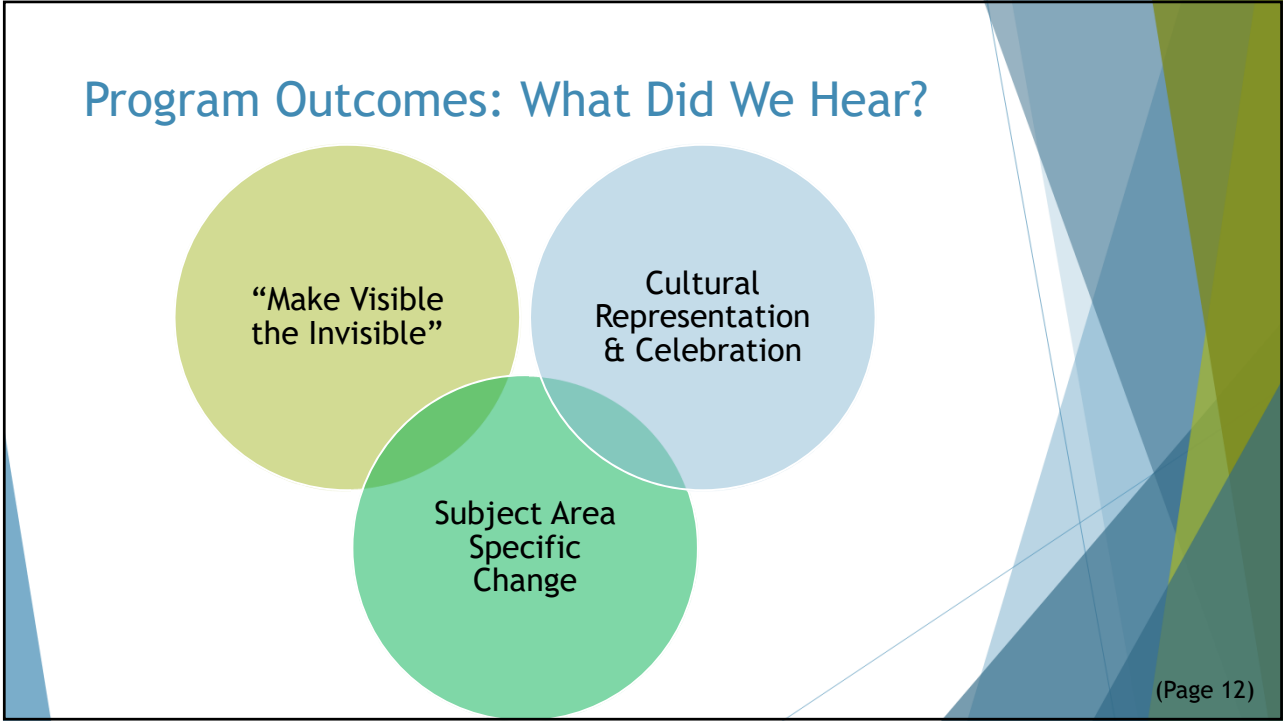 Program Outcomes: What Did We Hear?
“Make Visible
the Invisible”
Cultural
Representation
& Celebration
Subject Area
Specific
Change
(Page 12)